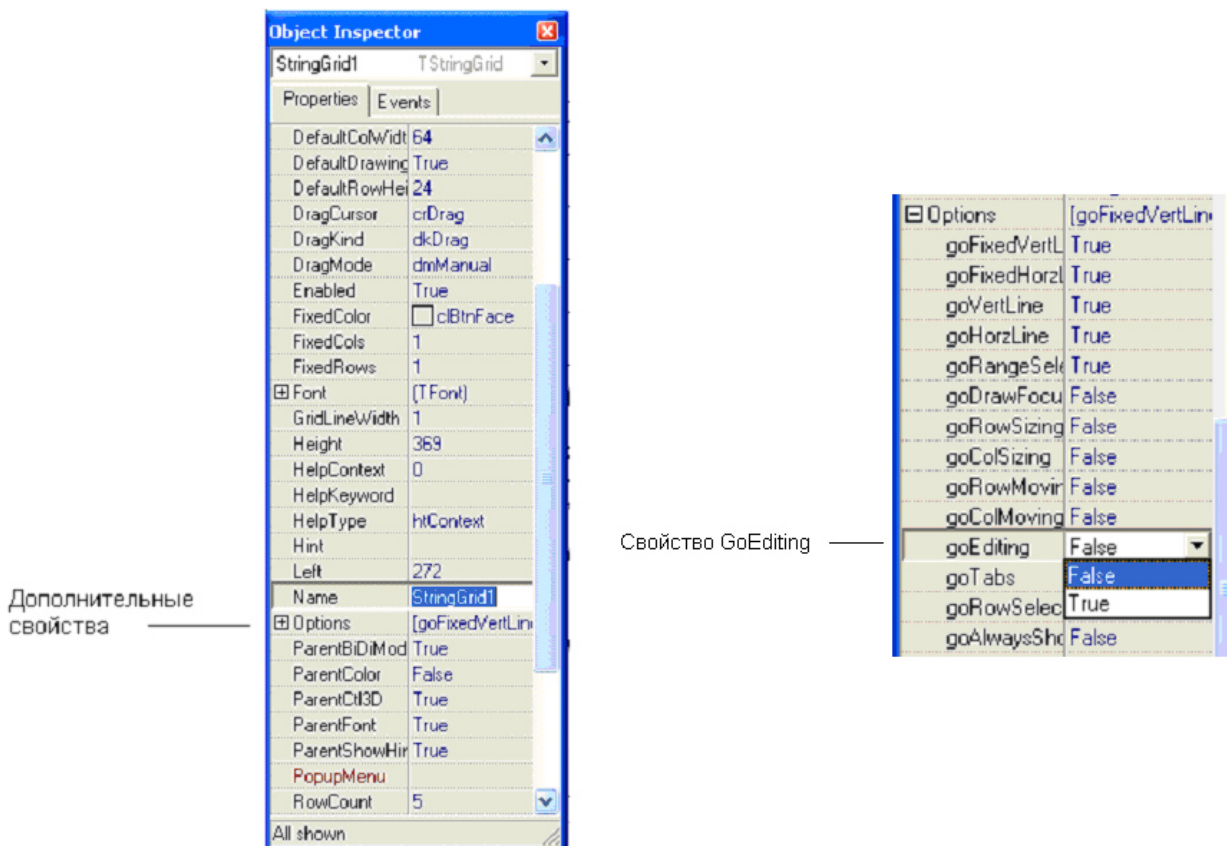 Object Inspector
StringGrid1 TStringGrid
Properties Events
DefaultColWidt 64
DefaultDrawing True
DefaultRowHei 24
DragCursor crDrag
DragKind dkDrag
DragMode dmManual
Enabled True
FixedColor clBtnFace
FixedCols 1
FixedRows 1
Font (TFont)
GridLineWidth 1
Height 369
HelpContext 0
HelpKeyword
HelpType htContext
Hint
Left 272
Name StringGrid1
Options [goFixedVertLine
ParentBiDiMod True
ParentColor False
ParentCtl3D True
ParentFont True
ParentShowHir True
PopupMenu
RowCount 5
All shown
Дополнительные
свойства
Свойство GoEditing
Options [goFixedVertLine
goFixedVertL True
goFixedHorzL True
goVertLine True
goHorzLine True
goRangeSele True
goDrawFocu False
goRowSizing False
goColSizing False
goRowMovir False
goColMoving False
goEditing False
goTabs False
goRowSelec True
goAlwaysSho False